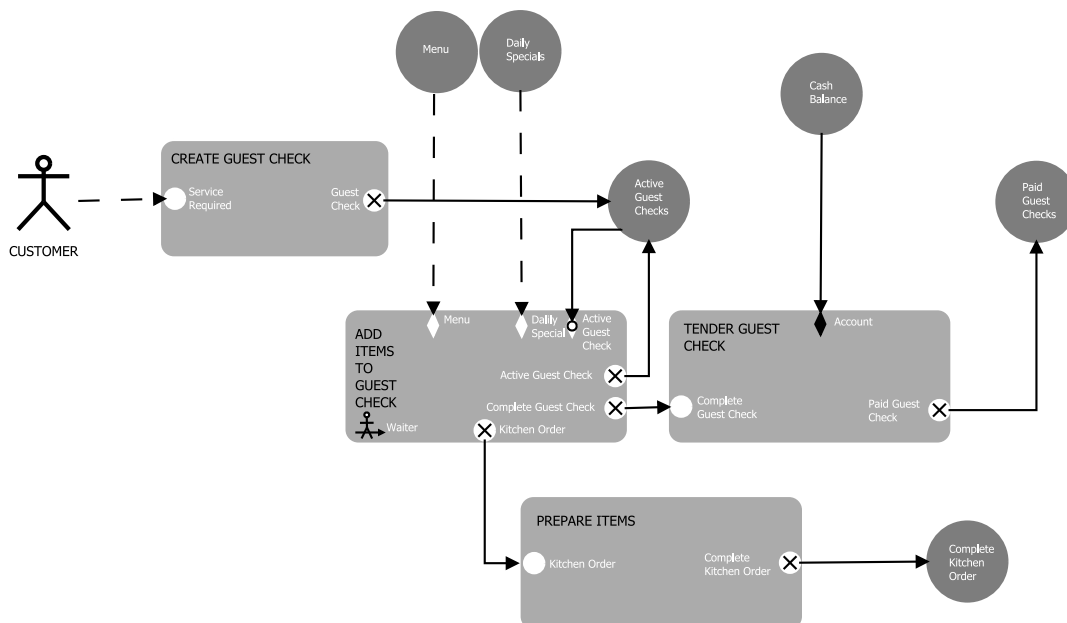 Menu
Daily
Specials
Cash
Balance
CREATE GUEST CHECK
Service
Required
Guest
Check
Active
Guest
Checks
Paid
Guest
Checks
CUSTOMER
ADD
ITEMS
TO
GUEST
CHECK
Menu
Dalily
Special
Active
Guest
Check
Active Guest Check
Complete Guest Check
Waiter
Kitchen Order
TENDER GUEST
CHECK
Account
Complete
Guest Check
Paid Guest
Check
PREPARE ITEMS
Kitchen Order
Complete
Kitchen Order
Complete
Kitchen
Order